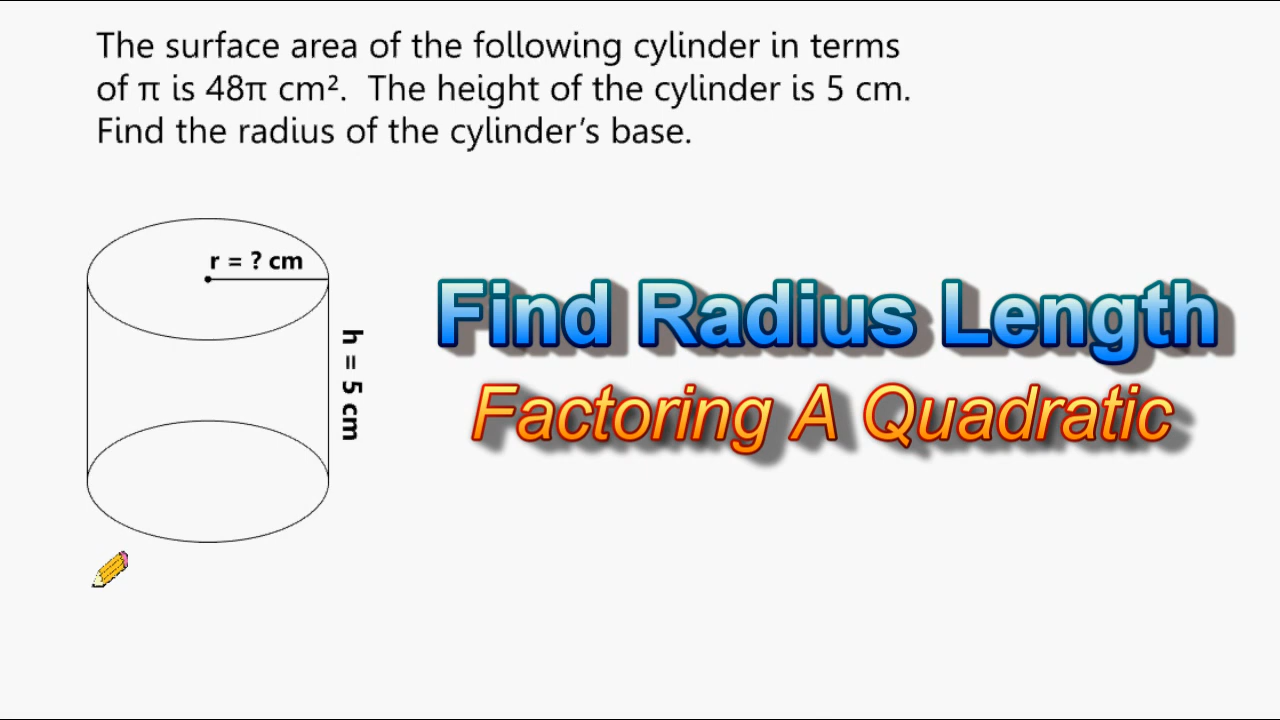 The surface area of the following cylinder in terms
of π is 48π cm². The height of the cylinder is 5 cm.
Find the radius of the cylinder’s base.
r = ? cm
h = 5 cm
Find Radius Length
Factoring A Quadratic